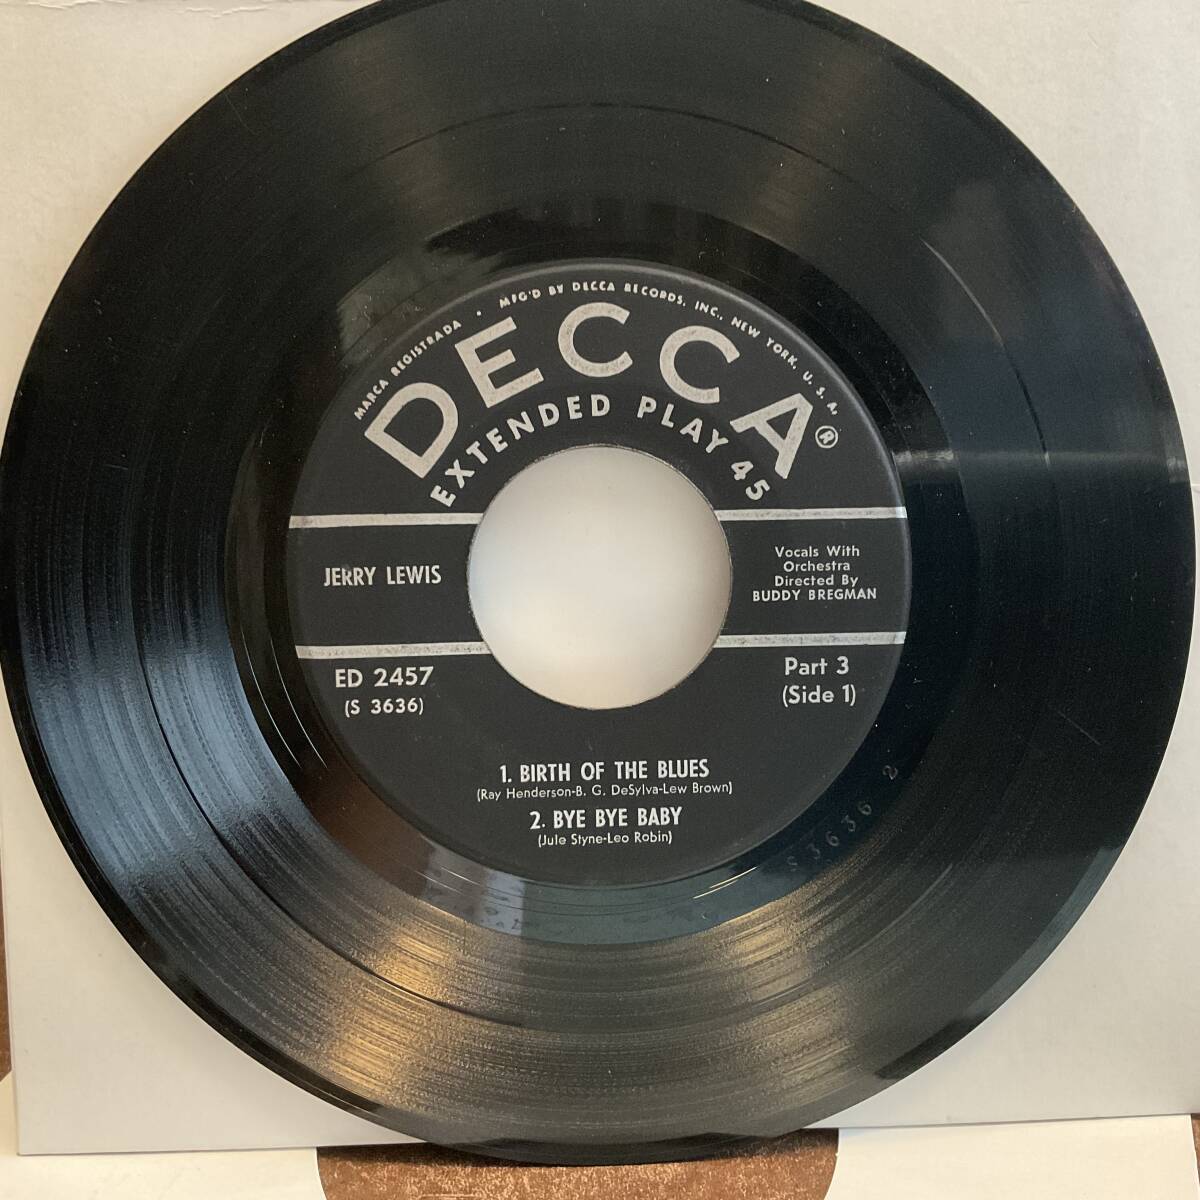 MARCA REGISTRADA • MFG'D BY DECCA RECORDS, INC., NEW YORK, U. S. A.
DECCA®
EXTENDED PLAY 45
JERRY LEWIS
Vocals With
Orchestra
Directed By
BUDDY BREGMAN
ED 2457
(S 3636)
Part 3
(Side 1)
1. BIRTH OF THE BLUES
(Ray Henderson-B. G. DeSylva-Lew Brown)
2. BYE BYE BABY
(Jule Styne-Leo Robin)
S 3636 2